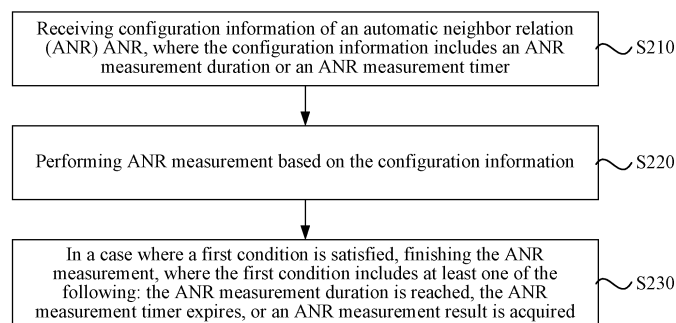 Receiving configuration information of an automatic neighbor relation
(ANR) ANR, where the configuration information includes an ANR
measurement duration or an ANR measurement timer
S210
Performing ANR measurement based on the configuration information
S220
In a case where a first condition is satisfied, finishing the ANR
measurement, where the first condition includes at least one of the
following: the ANR measurement duration is reached, the ANR
measurement timer expires, or an ANR measurement result is acquired
S230